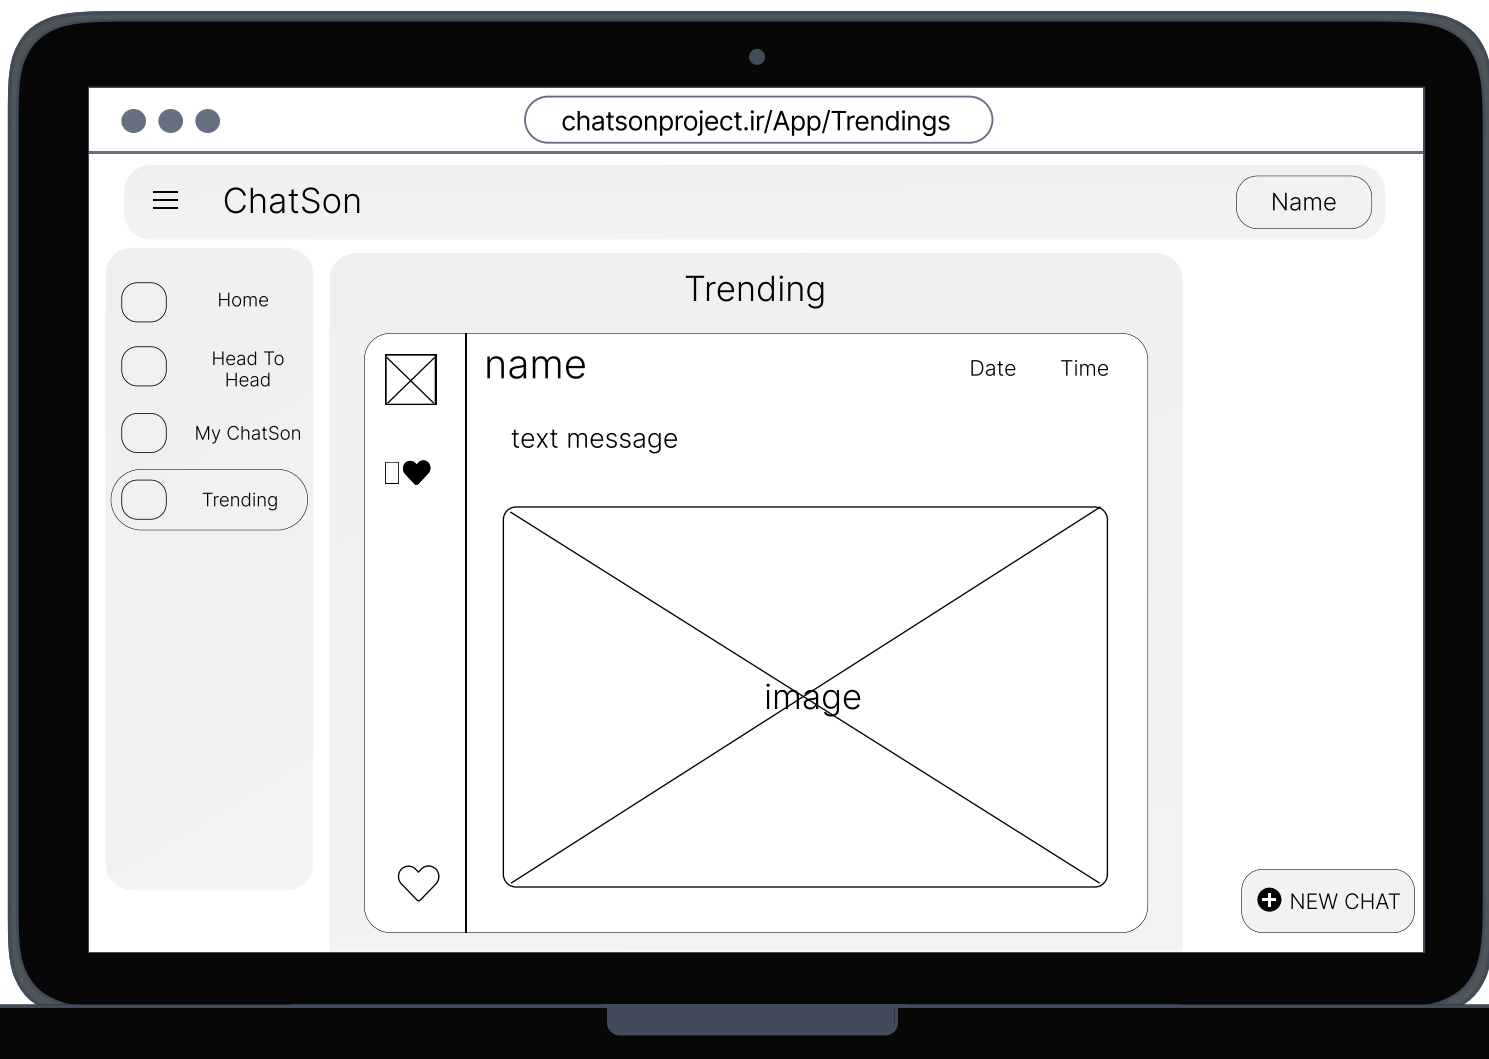 chatsonproject.ir/App/Trendings
ChatSon
Name
Home
Head To
Head
My ChatSon
Trending
Trending
name
Date
Time
text message
image
NEW CHAT